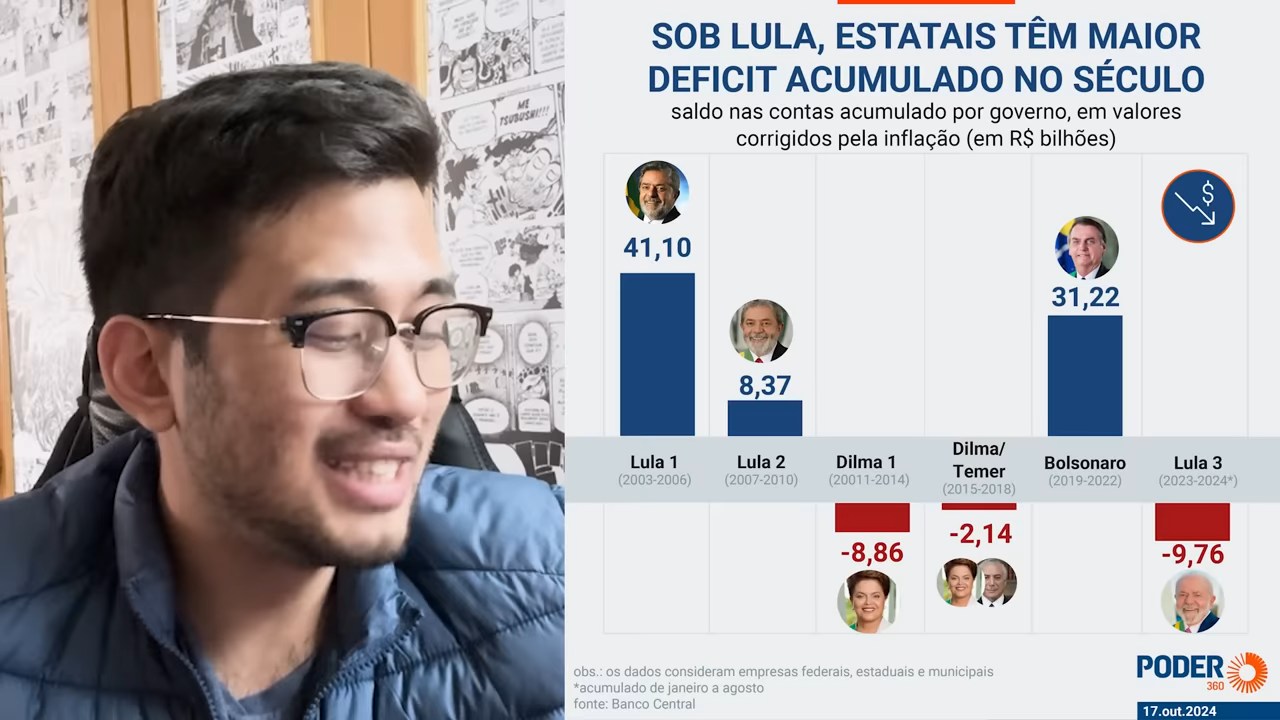 ME
TSUBUSHI!!!
SOB LULA, ESTATAIS TÊM MAIOR
DEFICIT ACUMULADO NO SÉCULO
saldo nas contas acumulado por governo, em valores
corrigidos pela inflação (em R$ bilhões)
$
41,10
8,37
31,22
Lula 1
(2003-2006)
Lula 2
(2007-2010)
Dilma 1
(20011-2014)
Dilma/
Temer
(2015-2018)
Bolsonaro
(2019-2022)
Lula 3
(2023-2024*)
-8,86
-2,14
-9,76
obs.: os dados consideram empresas federais, estaduais e municipais
*acumulado de janeiro a agosto
fonte: Banco Central
PODER
360
17.out.2024